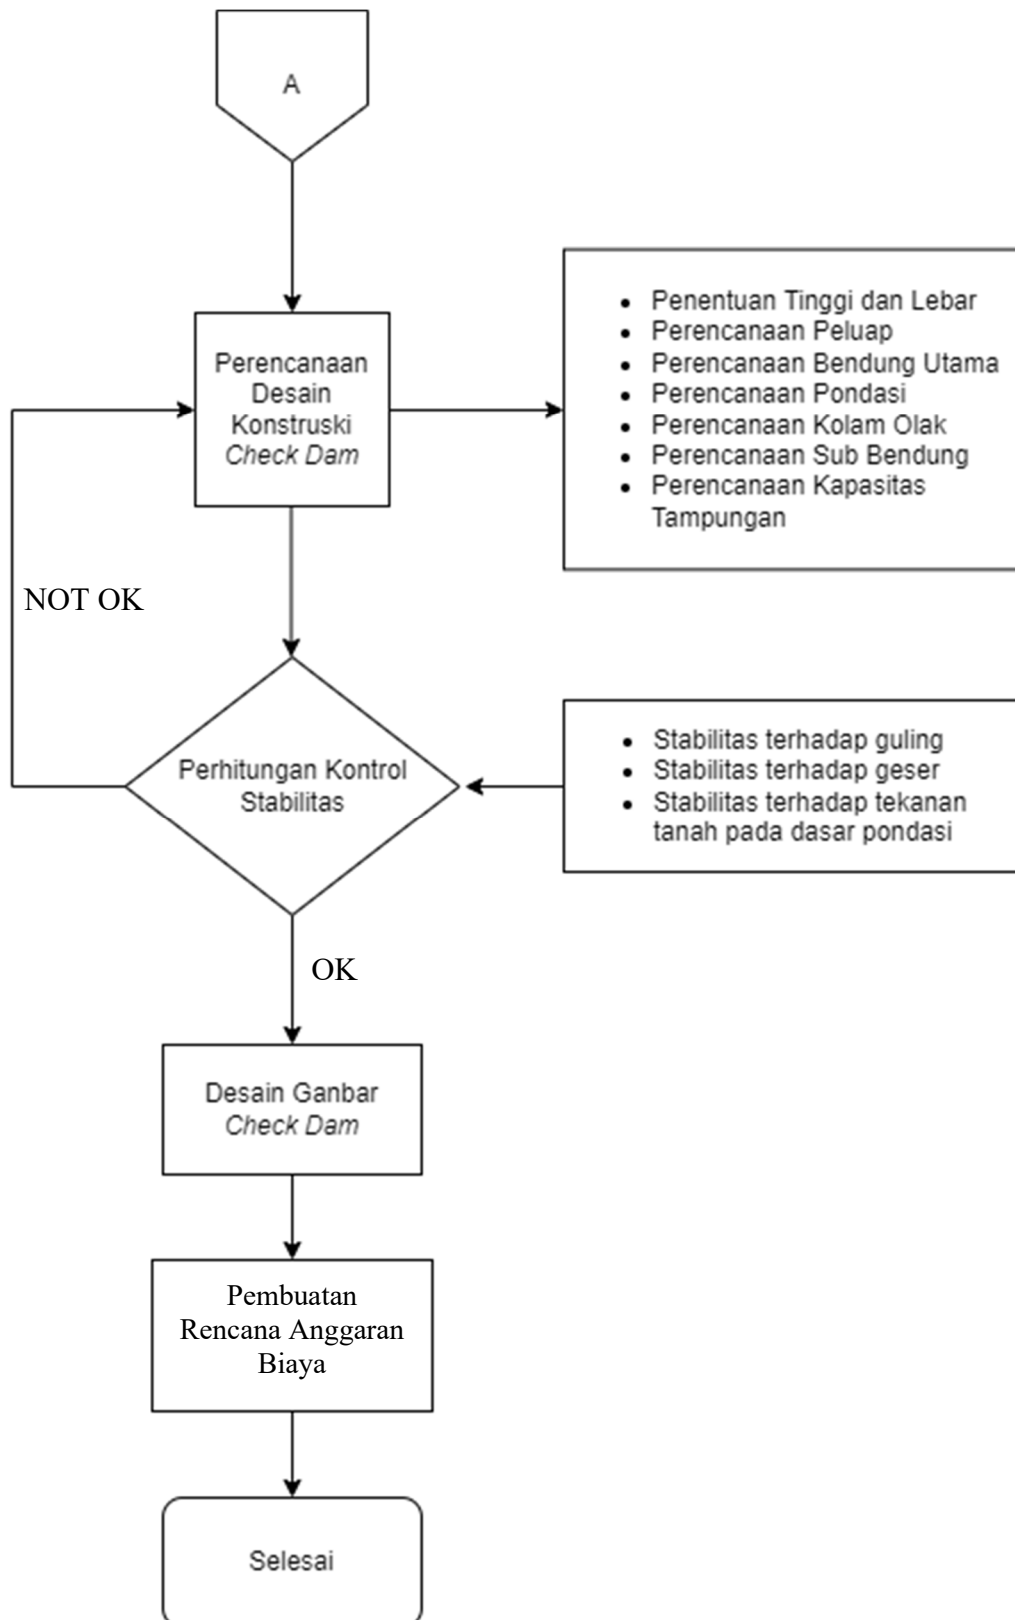 A
Perencanaan
Desain
Konstruski
Check Dam
• Penentuan Tinggi dan Lebar
• Perencanaan Peluap
• Perencanaan Bendung Utama
• Perencanaan Pondasi
• Perencanaan Kolam Olak
• Perencanaan Sub Bendung
• Perencanaan Kapasitas
Tampungan
NOT OK
Perhitungan Kontrol
Stabilitas
• Stabilitas terhadap guling
• Stabilitas terhadap geser
• Stabilitas terhadap tekanan
tanah pada dasar pondasi
OK
Desain Ganbar
Check Dam
Pembuatan
Rencana Anggaran
Biaya
Selesai